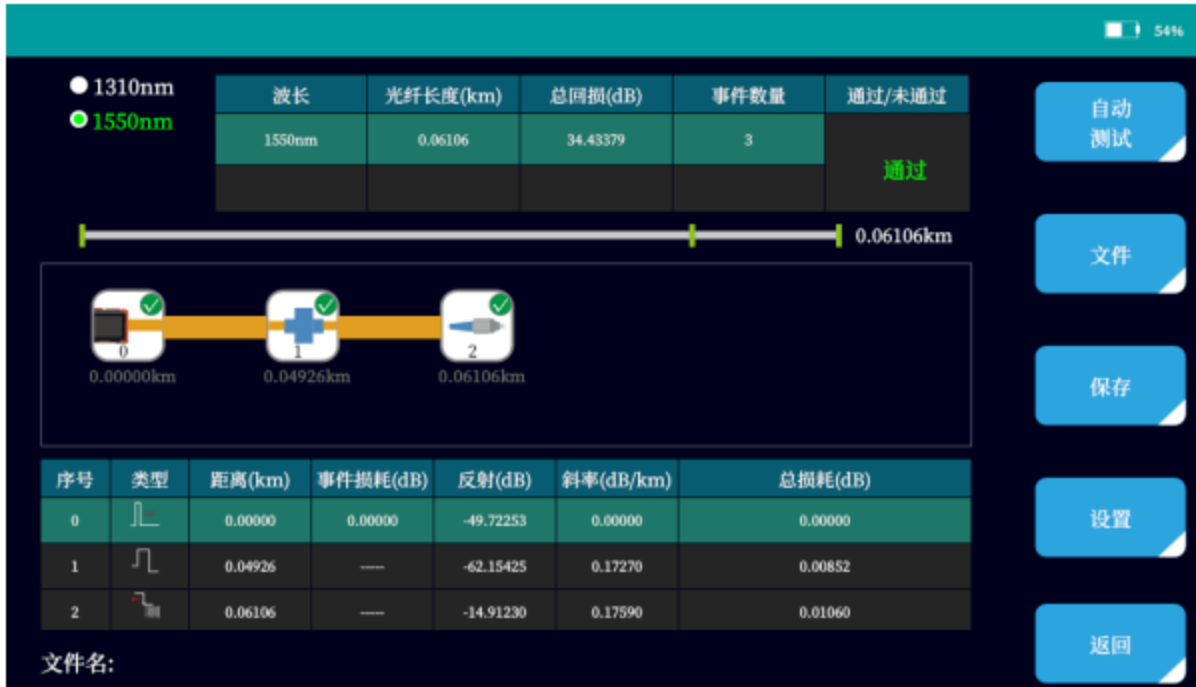 54%
1310nm
1550nm
波长 光纤长度(km) 总回损(dB) 事件数量 通过/未通过
1550nm 0.06106 34.43379 3
通过
自动
测试
0.06106km
文件
0 1 2
0.00000km 0.04926km 0.06106km
保存
序号 类型 距离(km) 事件损耗(dB) 反射(dB) 斜率(dB/km) 总损耗(dB)
0 0.00000 0.00000 -49.72253 0.00000 0.00000
1 0.04926 ----- -62.15425 0.17270 0.00852
2 0.06106 ----- -14.91230 0.17590 0.01060
设置
返回
文件名: